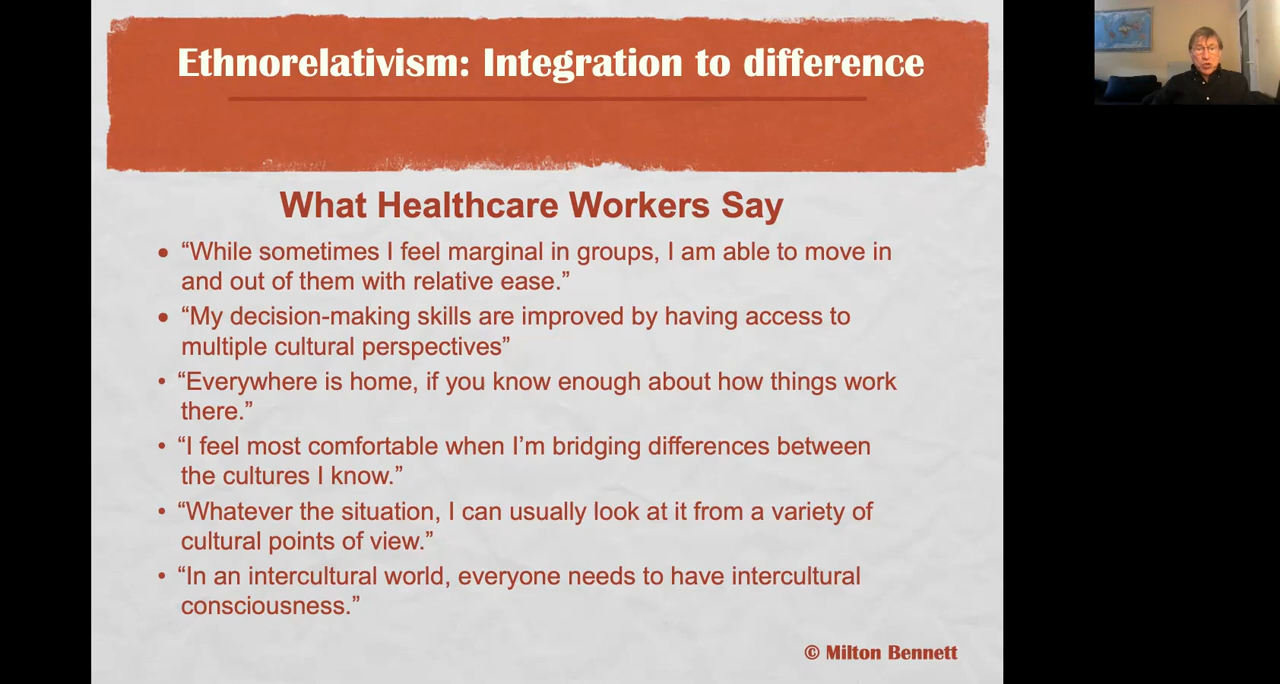 Ethnorelativism: Integration to difference
What Healthcare Workers Say
• “While sometimes I feel marginal in groups, I am able to move in
and out of them with relative ease.”
• “My decision-making skills are improved by having access to
multiple cultural perspectives”
• “Everywhere is home, if you know enough about how things work
there.”
• “I feel most comfortable when I’m bridging differences between
the cultures I know.”
• “Whatever the situation, I can usually look at it from a variety of
cultural points of view.”
• “In an intercultural world, everyone needs to have intercultural
consciousness.”
© Milton Bennett